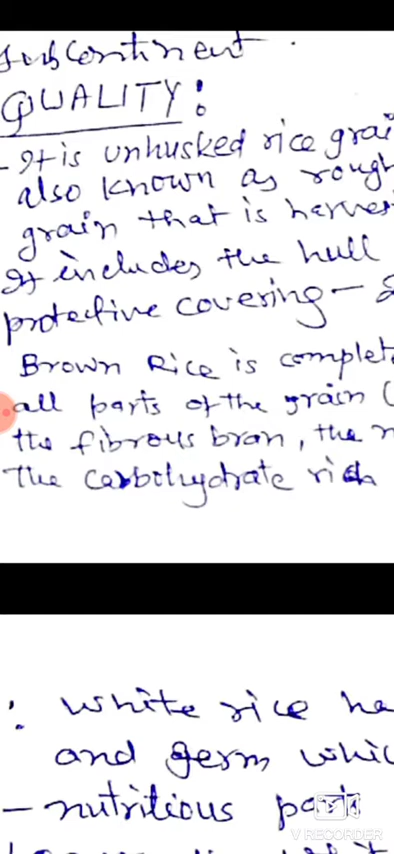 subcontinent .
QUALITY :
- It is unhusked rice grai
also known as rough
grain that is harves
It includes the hull
protective covering -
Brown Rice is complet
all parts of the grain (
the fibrous bran, the n
The carbohydrate rich
: White rice ha
and germ whic
- nutritious part
V RECORDER